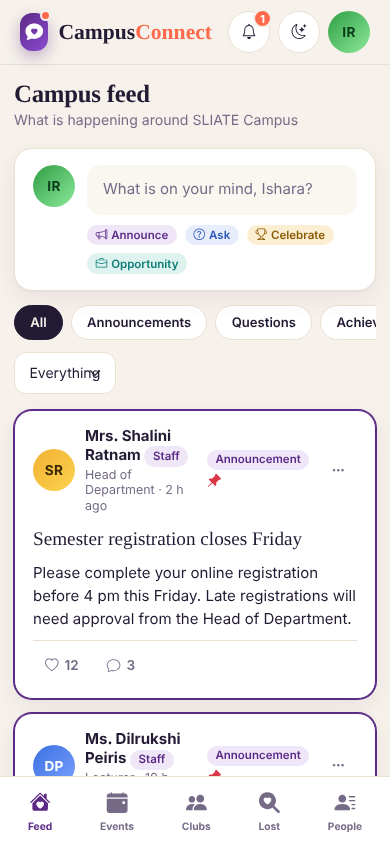 CampusConnect
1
IR
Campus feed
What is happening around SLIATE Campus
IR
What is on your mind, Ishara?
Announce
Ask
Celebrate
Opportunity
All
Announcements
Questions
Achiev
Everything
SR
Mrs. Shalini
Ratnam Staff
Head of
Department · 2 h
ago
Announcement
Semester registration closes Friday
Please complete your online registration
before 4 pm this Friday. Late registrations will
need approval from the Head of Department.
12
3
DP
Ms. Dilrukshi
Peiris Staff
Announcement
Feed
Events
Clubs
Lost
People